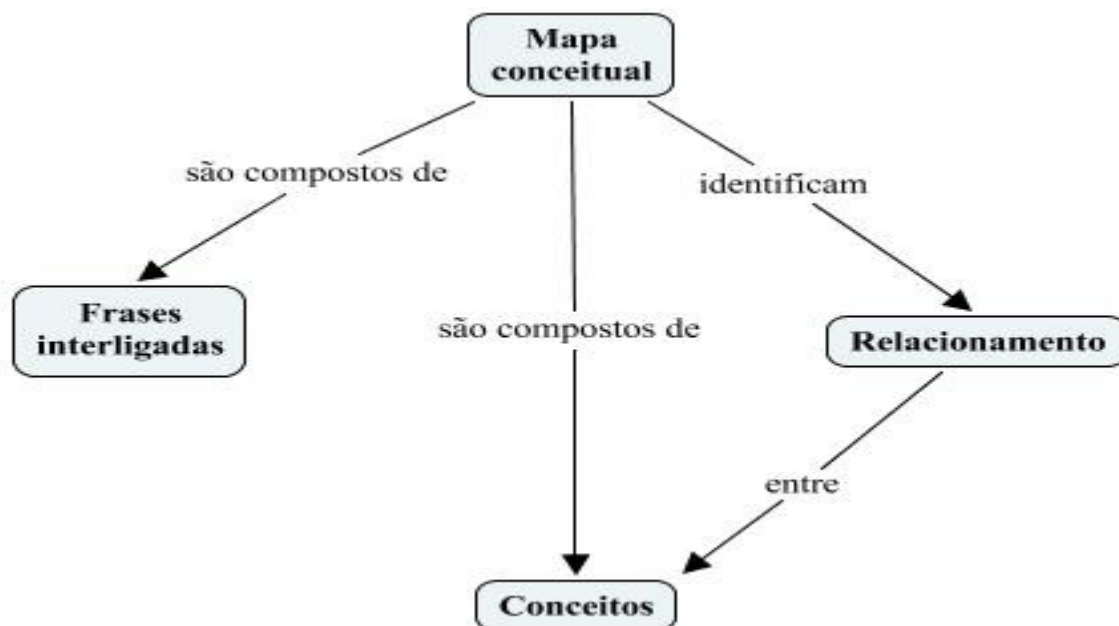 Mapa
conceitual
são compostos de
identificam
Frases
interligadas
são compostos de
Relacionamento
entre
Conceitos